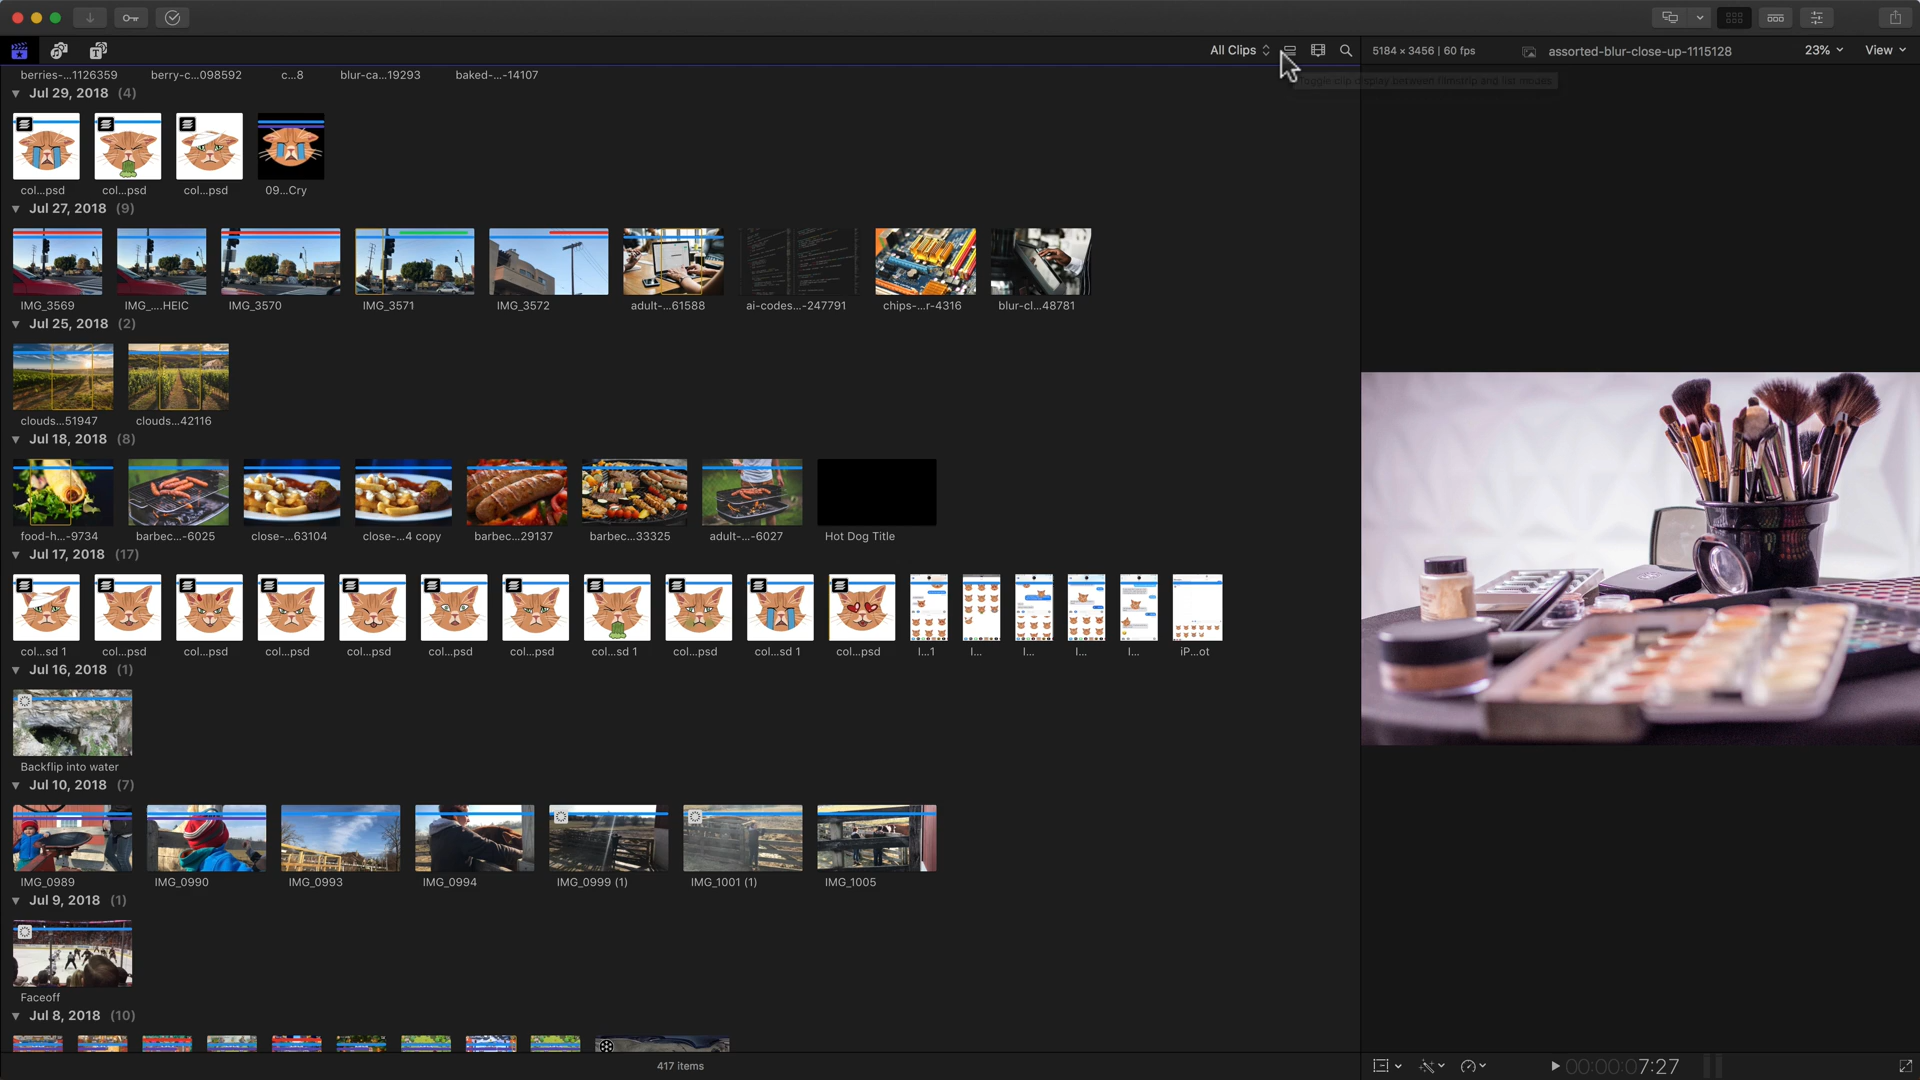 All Clips
5184 × 3456 | 60 fps
assorted-blur-close-up-1115128
23%
View
Toggle clip display between filmstrip and list modes
berries-...1126359 berry-c...098592 c...8 blur-ca...19293 baked-...-14107
Jul 29, 2018 (4)
col...psd col...psd col...psd 09...Cry
Jul 27, 2018 (9)
IMG_3569 IMG_....HEIC IMG_3570 IMG_3571 IMG_3572 adult-...61588 ai-codes...-247791 chips-...r-4316 blur-cl...48781
Jul 25, 2018 (2)
clouds...51947 clouds...42116
Jul 18, 2018 (8)
food-h...-9734 barbec...-6025 close-...63104 close-...4 copy barbec...29137 barbec...33325 adult-...-6027 Hot Dog Title
Jul 17, 2018 (17)
col...sd 1 col...psd col...psd col...psd col...psd col...psd col...psd col...sd 1 col...psd col...sd 1 col...psd I...1 I... I... I... I... iP...ot
Jul 16, 2018 (1)
Backflip into water
Jul 10, 2018 (7)
IMG_0989 IMG_0990 IMG_0993 IMG_0994 IMG_0999 (1) IMG_1001 (1) IMG_1005
Jul 9, 2018 (1)
Faceoff
Jul 8, 2018 (10)
417 items
00:00:07:27